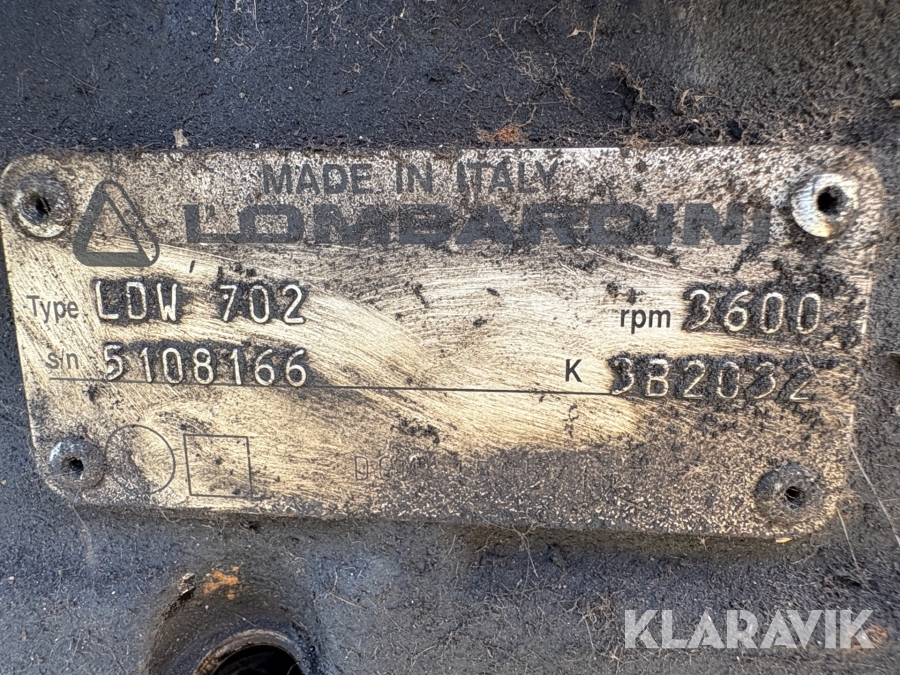 MADE IN ITALY
LOMBARDINI
Type LDW 702 rpm 3600
s/n 5108166 K 3B2032
KLARAVIK